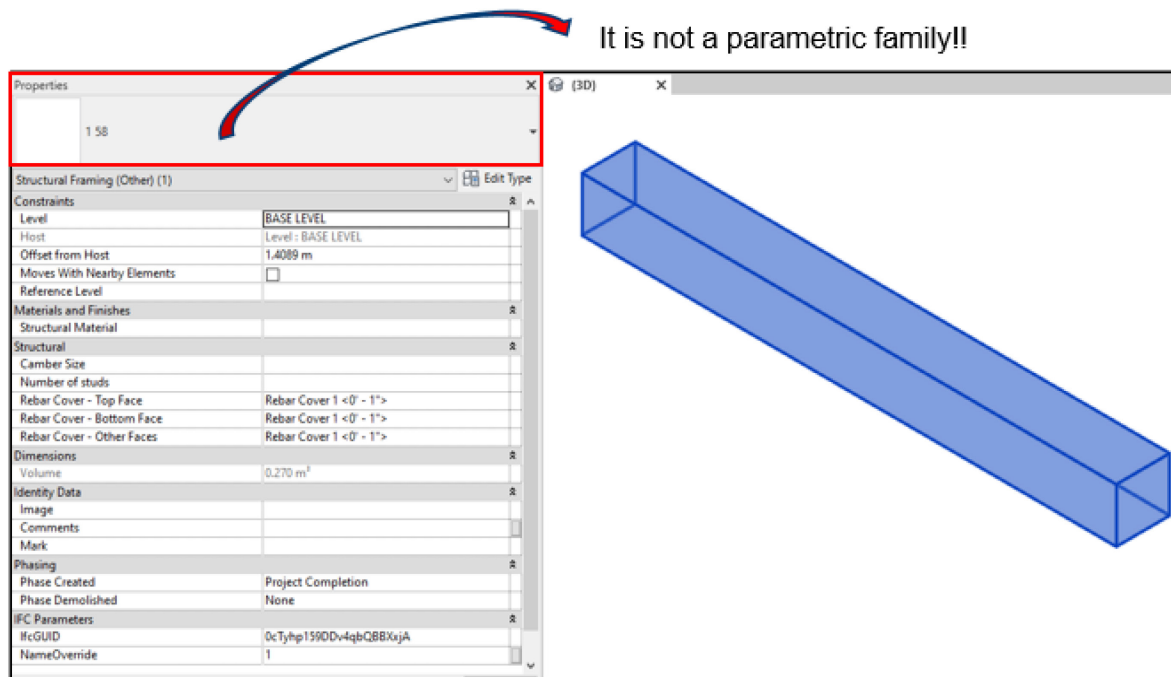 It is not a parametric family!!
Properties
{3D}
1 58
Structural Framing (Other) (1)
Edit Type
Constraints
Level BASE LEVEL
Host Level : BASE LEVEL
Offset from Host 1.4089 m
Moves With Nearby Elements
Reference Level
Materials and Finishes
Structural Material
Structural
Camber Size
Number of studs
Rebar Cover - Top Face Rebar Cover 1 <0' - 1">
Rebar Cover - Bottom Face Rebar Cover 1 <0' - 1">
Rebar Cover - Other Faces Rebar Cover 1 <0' - 1">
Dimensions
Volume 0.270 m³
Identity Data
Image
Comments
Mark
Phasing
Phase Created Project Completion
Phase Demolished None
IFC Parameters
IfcGUID 0cTyhp159DDv4qbQBBXxjA
NameOverride 1